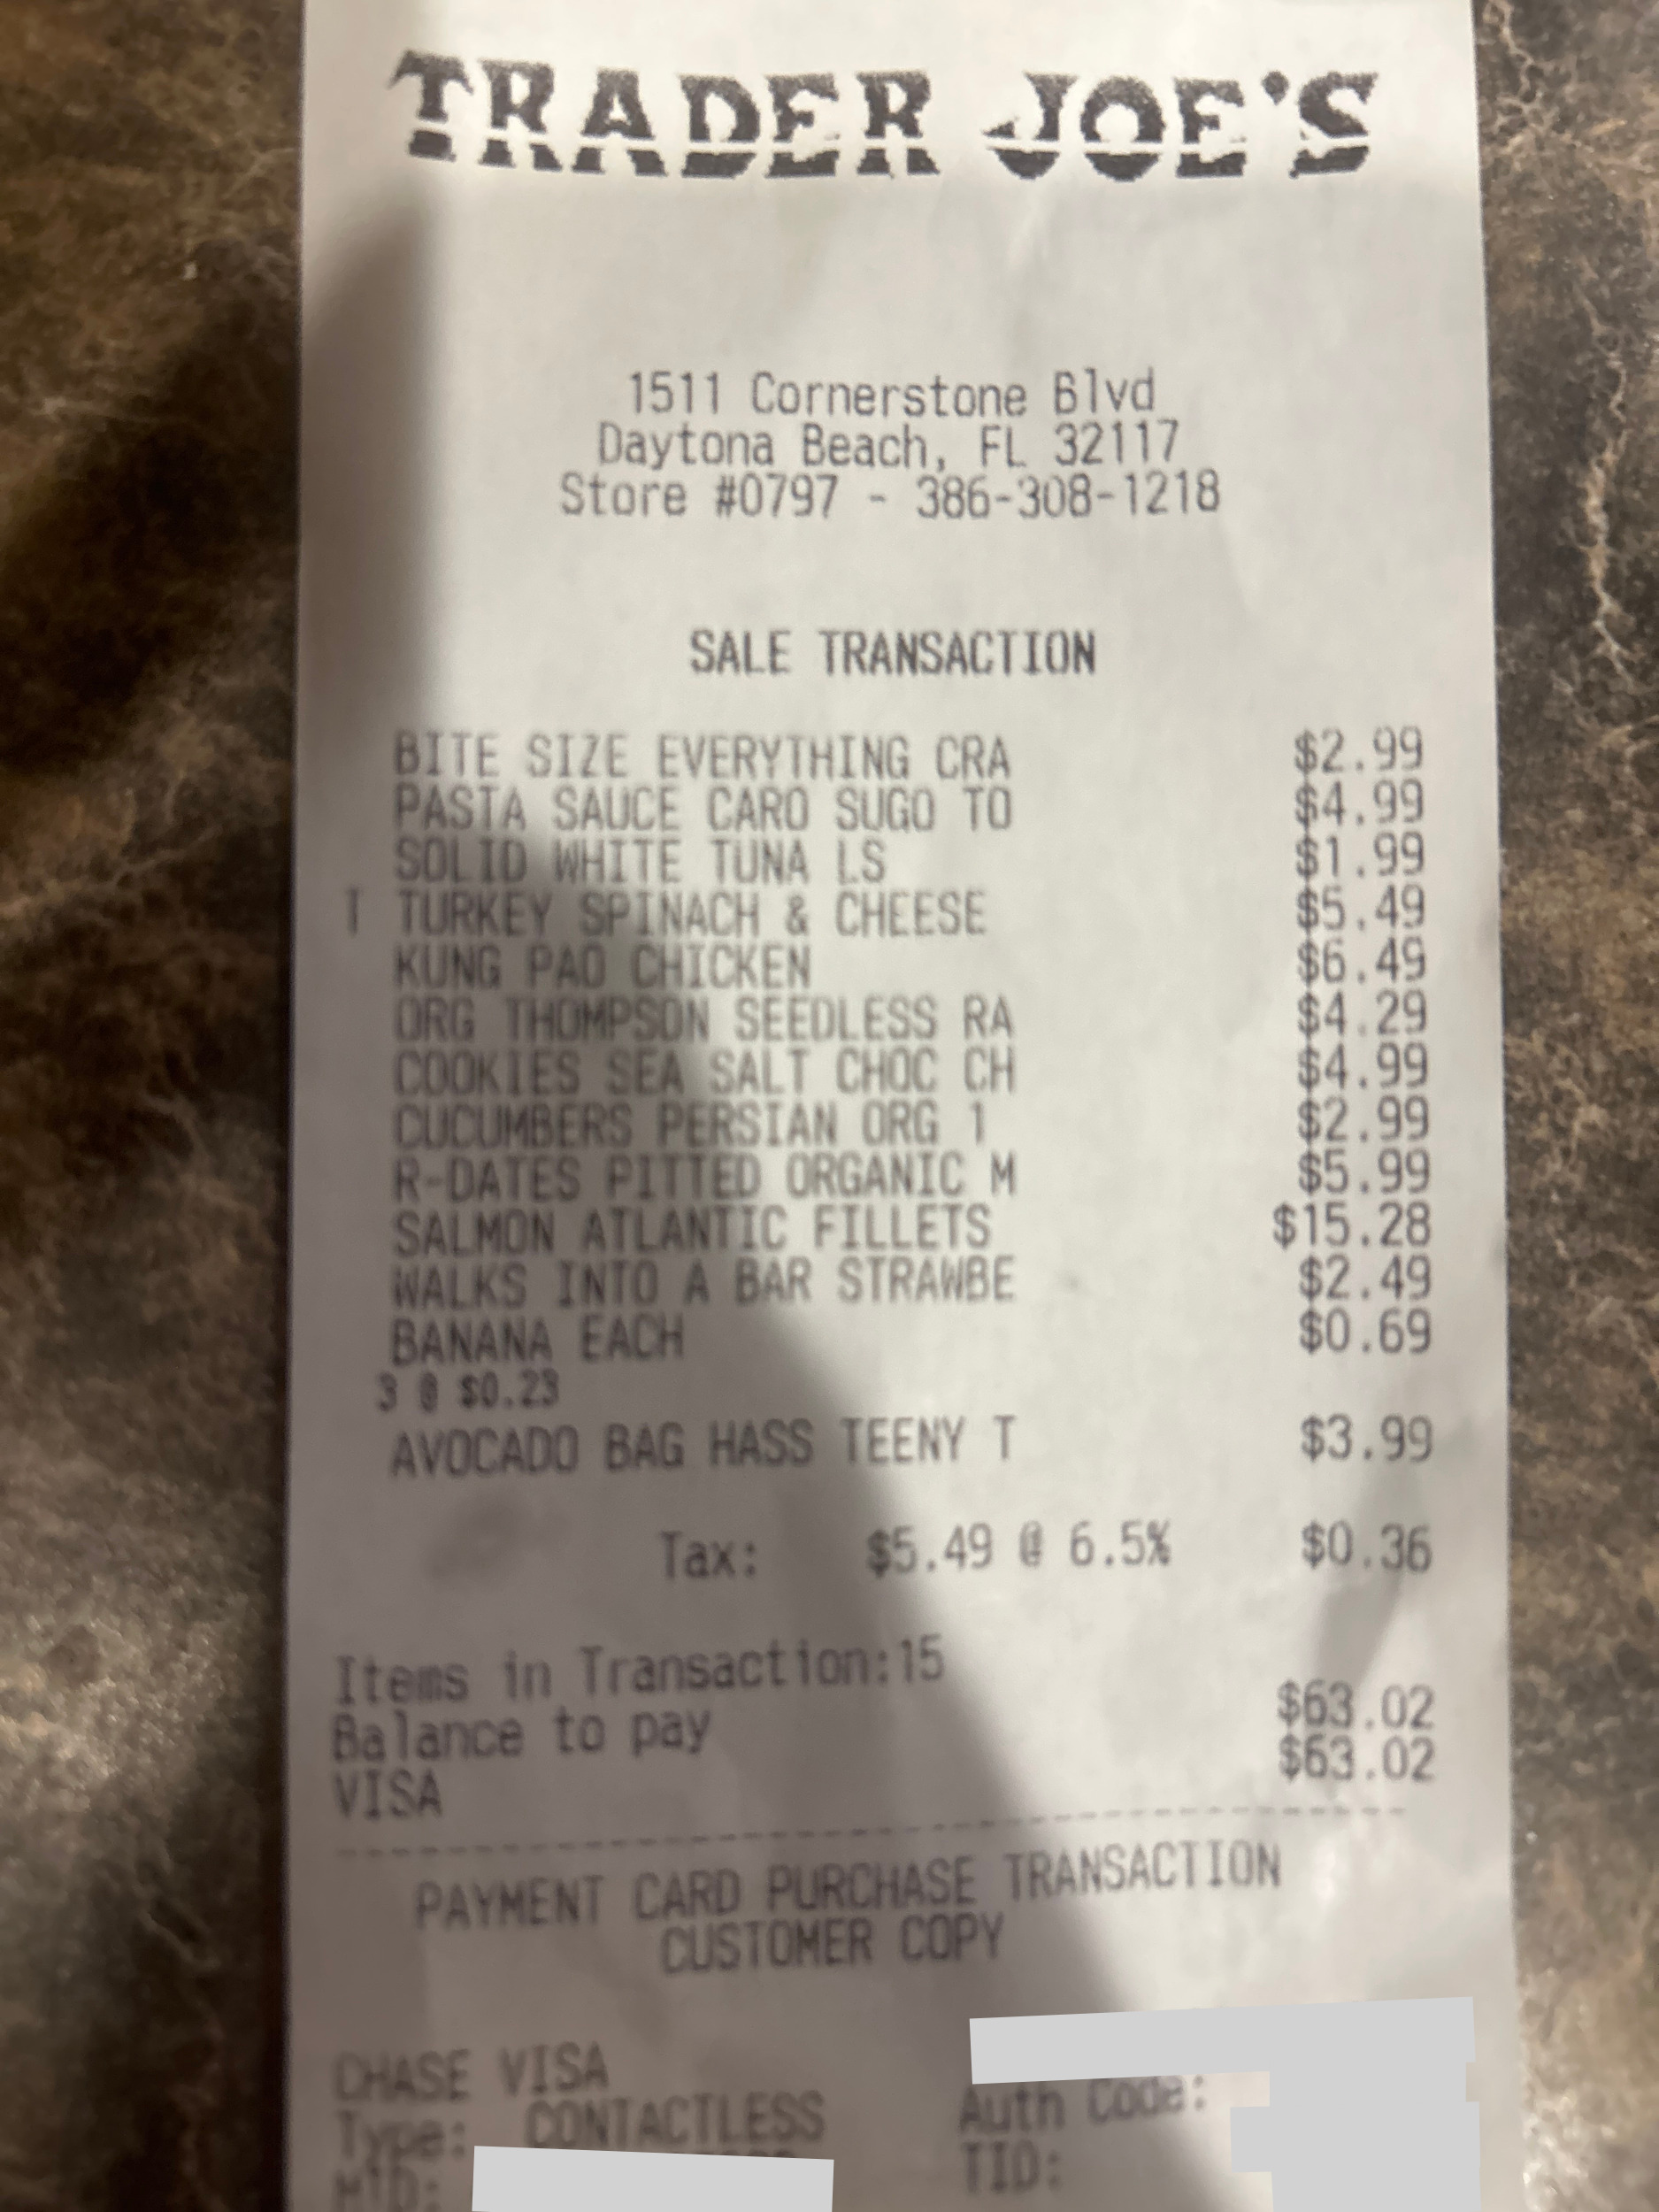 TRADER JOE'S
1511 Cornerstone Blvd
Daytona Beach, FL 32117
Store #0797 - 386-308-1218
SALE TRANSACTION
BITE SIZE EVERYTHING CRA $2.99
PASTA SAUCE CARO SUGO TO $4.99
SOLID WHITE TUNA LS $1.99
T TURKEY SPINACH & CHEESE $5.49
KUNG PAO CHICKEN $6.49
ORG THOMPSON SEEDLESS RA $4.29
COOKIES SEA SALT CHOC CH $4.99
CUCUMBERS PERSIAN ORG 1 $2.99
R-DATES PITTED ORGANIC M $5.99
SALMON ATLANTIC FILLETS $15.28
WALKS INTO A BAR STRAWBE $2.49
BANANA EACH $0.69
3 @ $0.23
AVOCADO BAG HASS TEENY T $3.99
Tax: $5.49 @ 6.5% $0.36
Items in Transaction:15
Balance to pay $63.02
VISA $63.02
PAYMENT CARD PURCHASE TRANSACTION
CUSTOMER COPY
CHASE VISA
Type: CONTACTLESS Auth Code:
MID: TID: